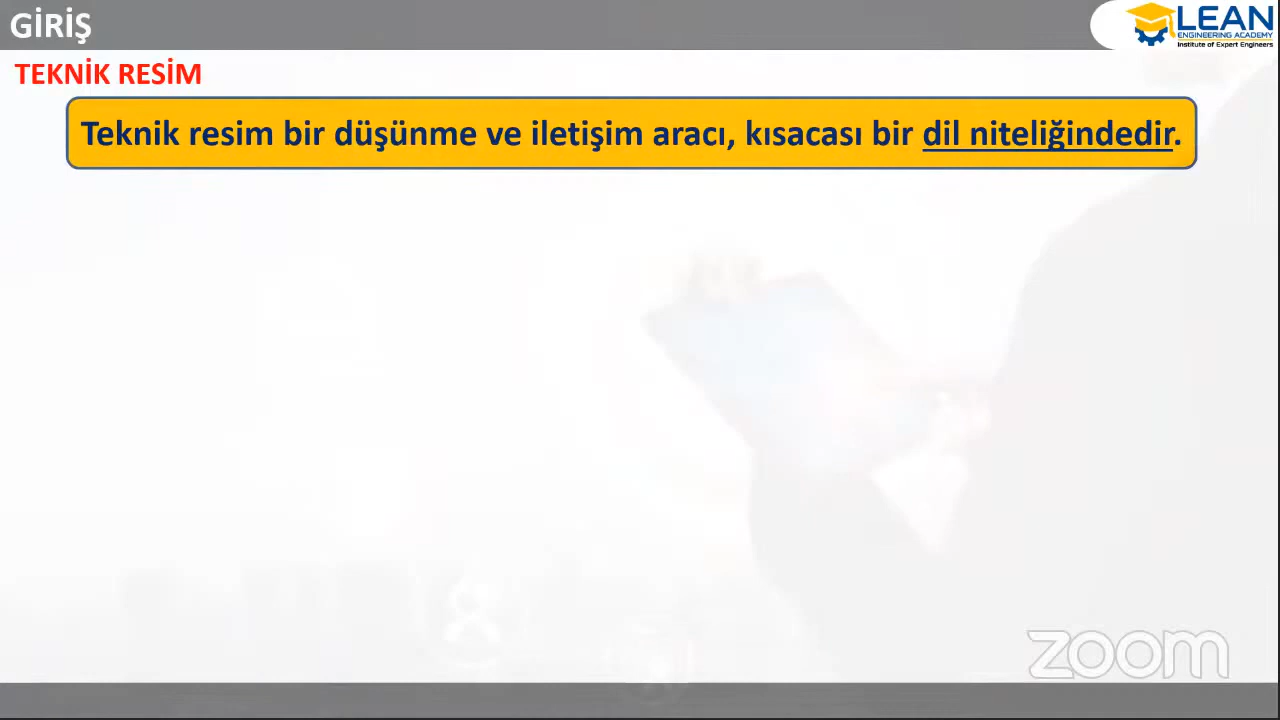 GİRİŞ
LEAN
ENGINEERING ACADEMY
Institute of Expert Engineers
TEKNİK RESİM
Teknik resim bir düşünme ve iletişim aracı, kısacası bir dil niteliğindedir.
zoom